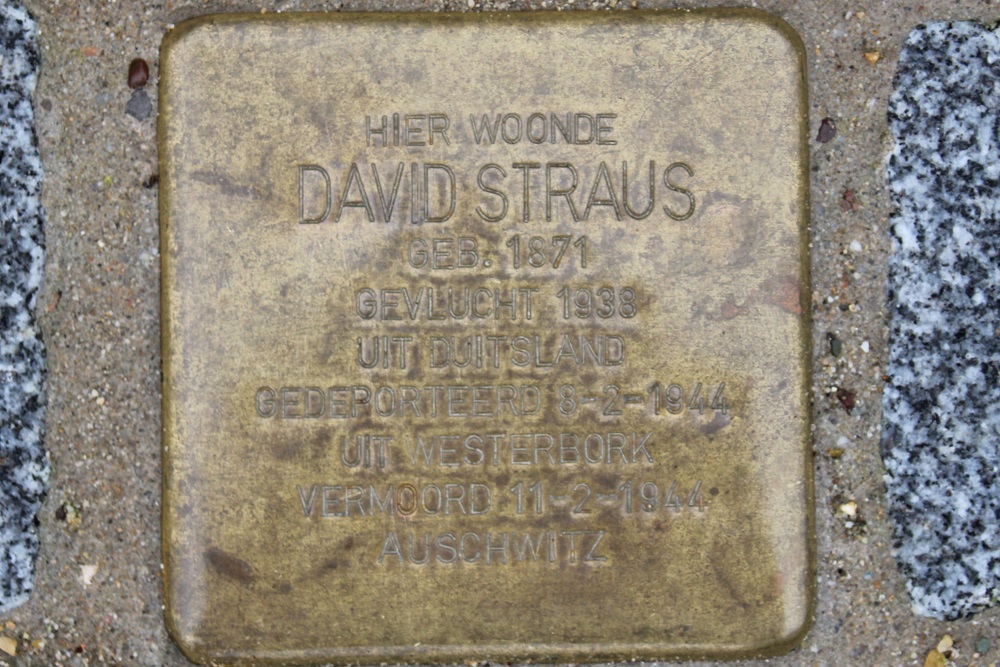 HIER WOONDE
DAVID STRAUS
GEB. 1871
GEVLUCHT 1938
UIT DUITSLAND
GEDEPORTEERD 8-2-1944
UIT WESTERBORK
VERMOORD 11-2-1944
AUSCHWITZ